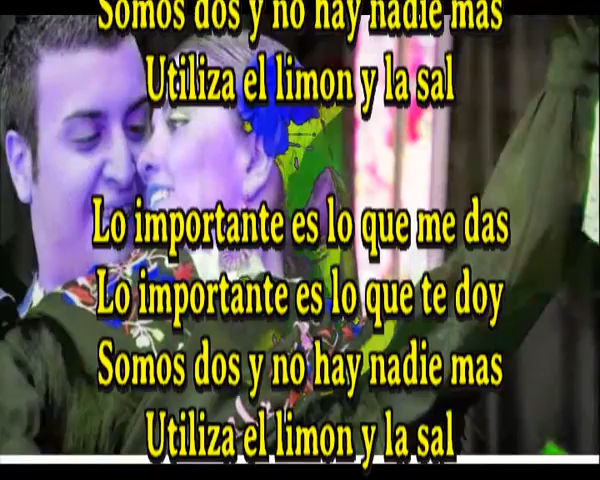 Somos dos y no hay nadie mas
Utiliza el limon y la sal
Lo importante es lo que me das
Lo importante es lo que te doy
Somos dos y no hay nadie mas
Utiliza el limon y la sal